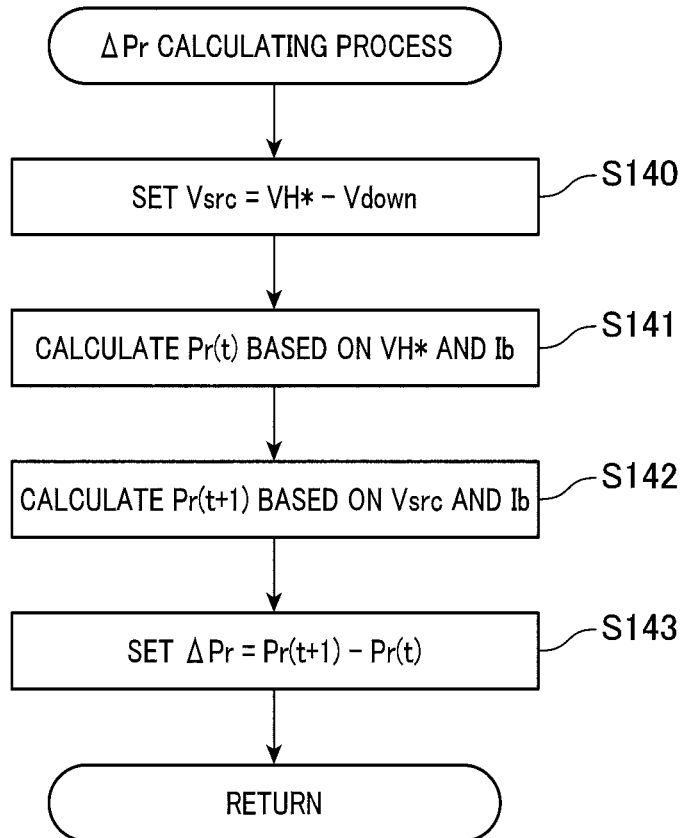 ΔPr CALCULATING PROCESS
SET Vsrc = VH* − Vdown
S140
CALCULATE Pr(t) BASED ON VH* AND Ib
S141
CALCULATE Pr(t+1) BASED ON Vsrc AND Ib
S142
SET ΔPr = Pr(t+1) − Pr(t)
S143
RETURN